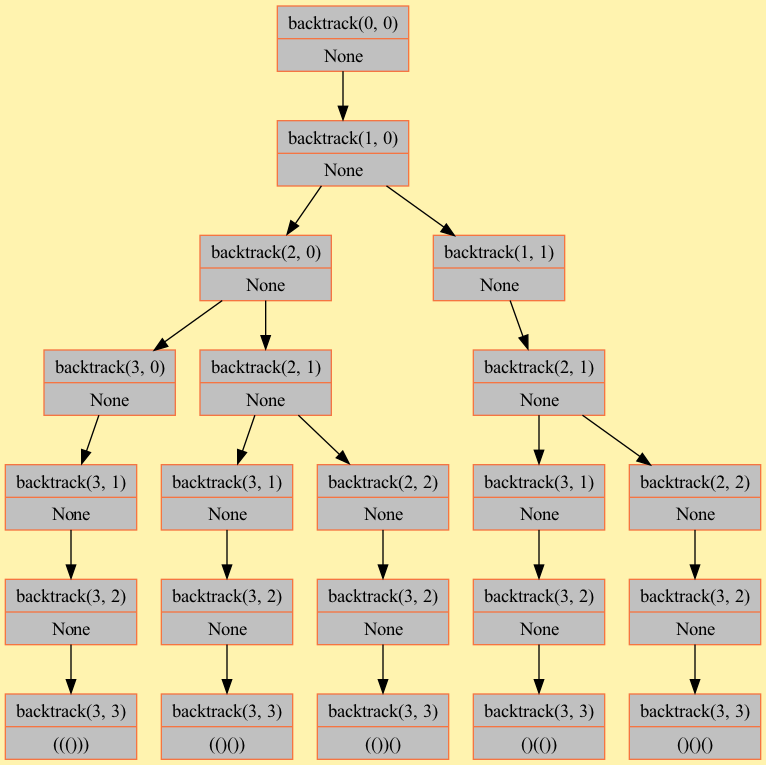 backtrack(0, 0)
None
backtrack(1, 0)
None
backtrack(2, 0)
None
backtrack(1, 1)
None
backtrack(3, 0)
None
backtrack(2, 1)
None
backtrack(2, 1)
None
backtrack(3, 1)
None
backtrack(3, 1)
None
backtrack(2, 2)
None
backtrack(3, 1)
None
backtrack(2, 2)
None
backtrack(3, 2)
None
backtrack(3, 2)
None
backtrack(3, 2)
None
backtrack(3, 2)
None
backtrack(3, 2)
None
backtrack(3, 3)
((()))
backtrack(3, 3)
(()())
backtrack(3, 3)
(())()
backtrack(3, 3)
()(())
backtrack(3, 3)
()()()